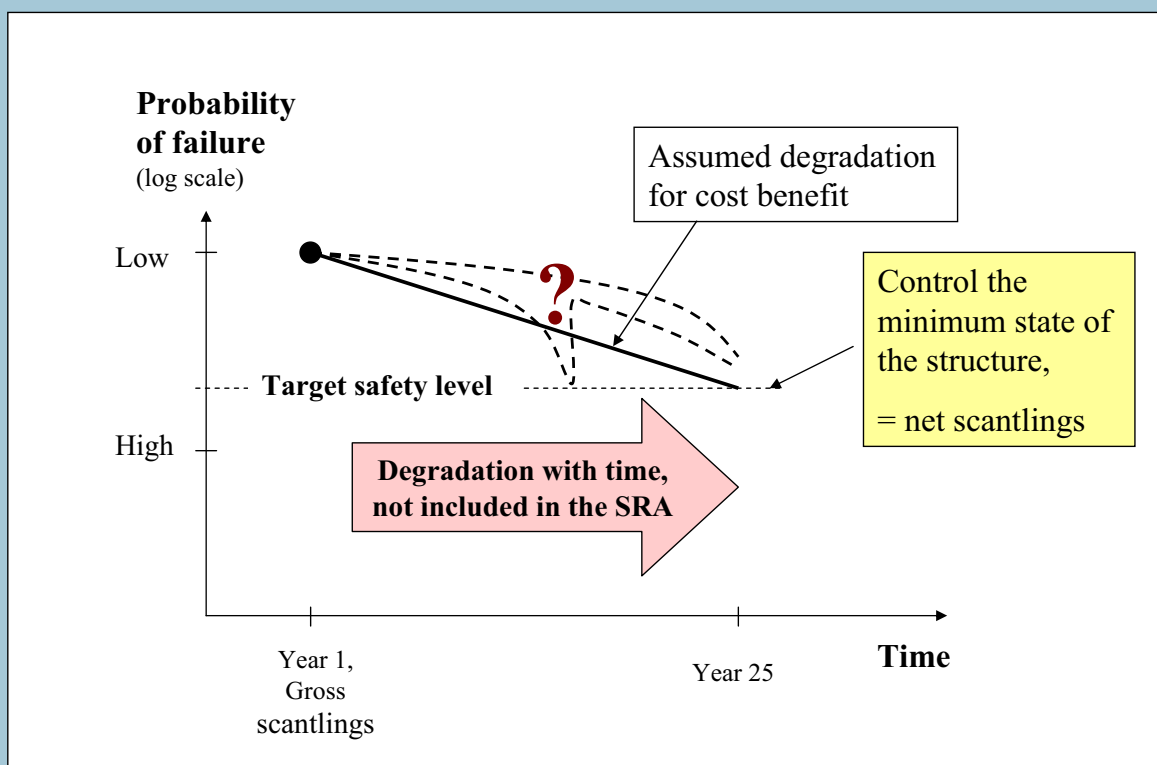 Probability
of failure
(log scale)
Low
High
Assumed degradation
for cost benefit
?
Control the
minimum state of
the structure,
= net scantlings
Target safety level
Degradation with time,
not included in the SRA
Year 1,
Gross
scantlings
Year 25
Time